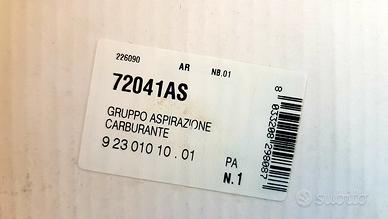 226090 AR NB.01
72041AS
GRUPPO ASPIRAZIONE
CARBURANTE
9 23 010 10 . 01
PA
N. 1
8 033208 298087
subito